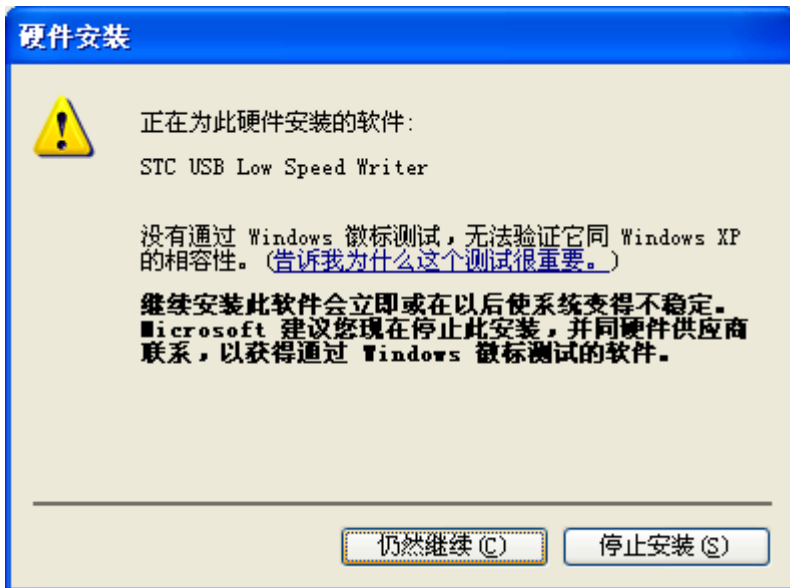 硬件安装
正在为此硬件安装的软件:
STC USB Low Speed Writer
没有通过 Windows 徽标测试，无法验证它同 Windows XP
的相容性。(告诉我为什么这个测试很重要。)
继续安装此软件会立即或在以后使系统变得不稳定。
Microsoft 建议您现在停止此安装，并同硬件供应商
联系，以获得通过 Windows 徽标测试的软件。
仍然继续(C)
停止安装(S)